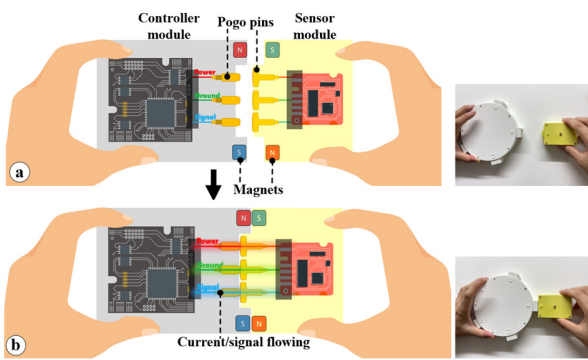 Controller
module
Pogo pins
Sensor
module
N
S
Power
Ground
Signal
S
N
Magnets
a
N
S
Power
Ground
Signal
S
N
Current/signal flowing
b